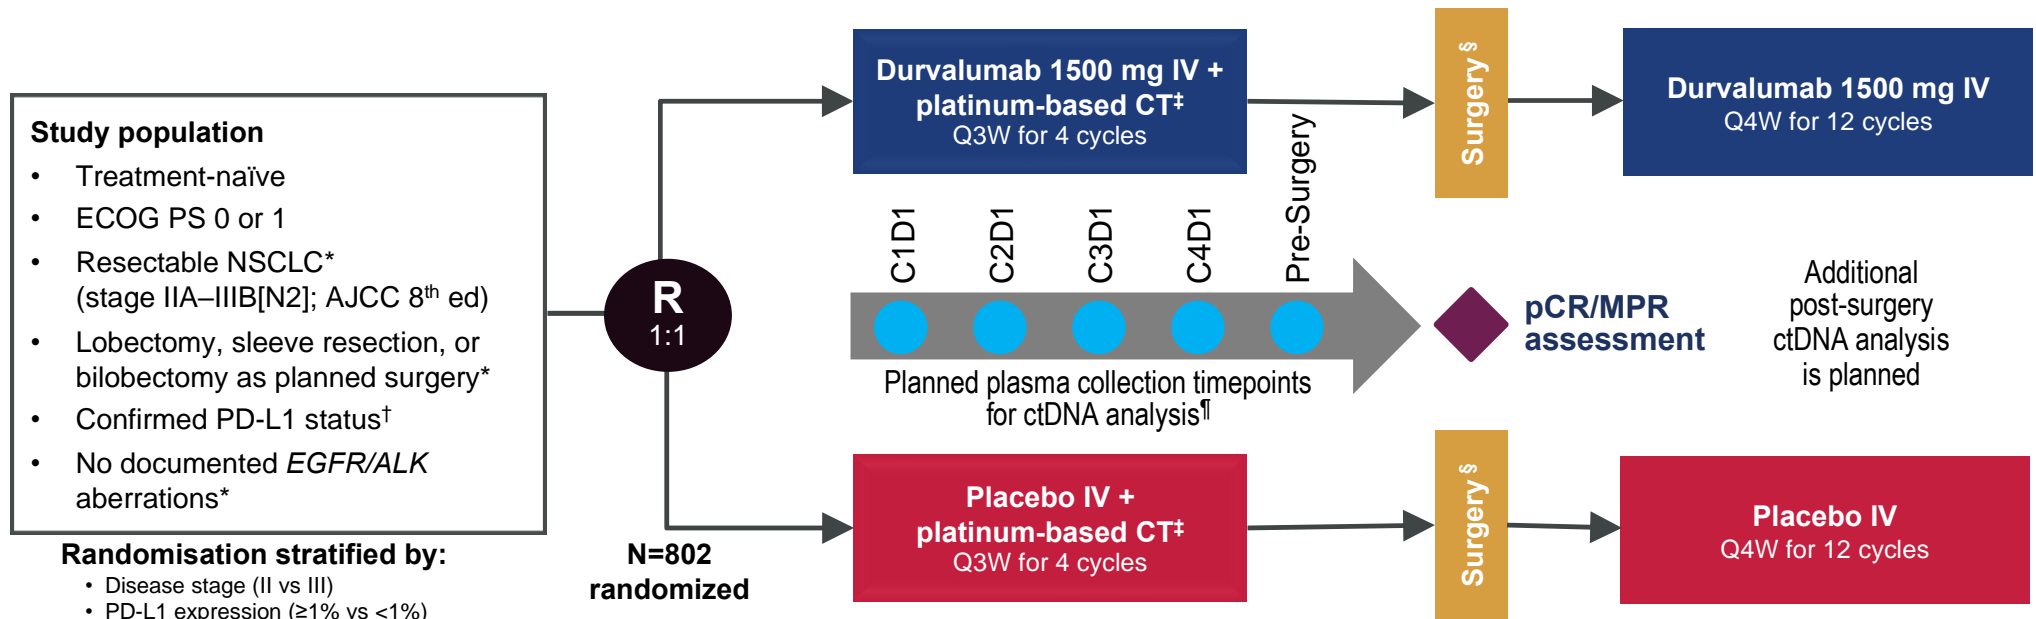 Study population
• Treatment-naïve
• ECOG PS 0 or 1
• Resectable NSCLC*
(stage IIA–IIIB[N2]; AJCC 8th ed)
• Lobectomy, sleeve resection, or
bilobectomy as planned surgery*
• Confirmed PD-L1 status†
• No documented EGFR/ALK
aberrations*
Randomisation stratified by:
• Disease stage (II vs III)
• PD-L1 expression (≥1% vs <1%)
R
1:1
N=802
randomized
Durvalumab 1500 mg IV +
platinum-based CT‡
Q3W for 4 cycles
Surgery§
Durvalumab 1500 mg IV
Q4W for 12 cycles
C1D1
C2D1
C3D1
C4D1
Pre-Surgery
Planned plasma collection timepoints
for ctDNA analysis¶
pCR/MPR
assessment
Additional
post-surgery
ctDNA analysis
is planned
Placebo IV +
platinum-based CT‡
Q3W for 4 cycles
Surgery§
Placebo IV
Q4W for 12 cycles